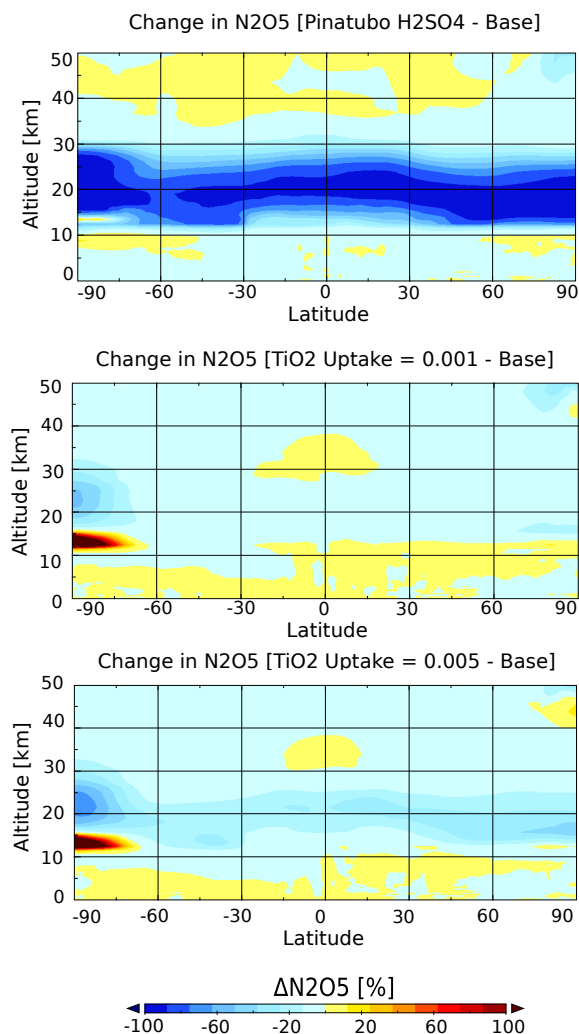 Change in N2O5 [Pinatubo H2SO4 - Base]
50
40
30
20
10
0
Altitude [km]
-90 -60 -30 0 30 60 90
Latitude
Change in N2O5 [TiO2 Uptake = 0.001 - Base]
50
40
30
20
10
0
Altitude [km]
-90 -60 -30 0 30 60 90
Latitude
Change in N2O5 [TiO2 Uptake = 0.005 - Base]
50
40
30
20
10
0
Altitude [km]
-90 -60 -30 0 30 60 90
Latitude
ΔN2O5 [%]
-100 -60 -20 20 60 100